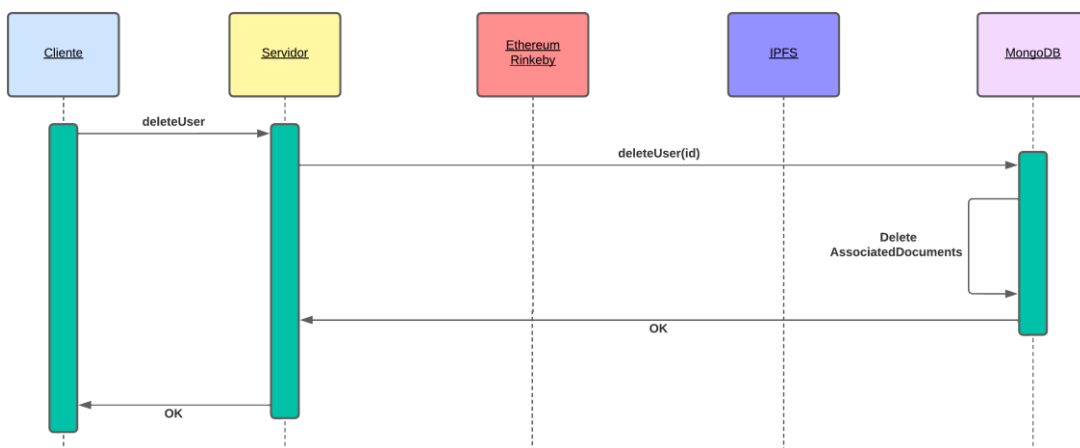 Cliente
Servidor
Ethereum
Rinkeby
IPFS
MongoDB
deleteUser
deleteUser(id)
Delete
AssociatedDocuments
OK
OK